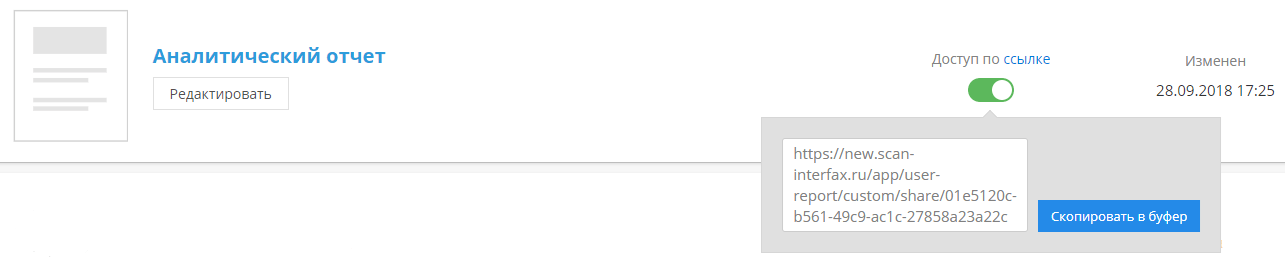 Аналитический отчет
Редактировать
Доступ по ссылке
Изменен
28.09.2018 17:25
https://new.scan-
interfax.ru/app/user-
report/custom/share/01e5120c-
b561-49c9-ac1c-27858a23a22c
Скопировать в буфер